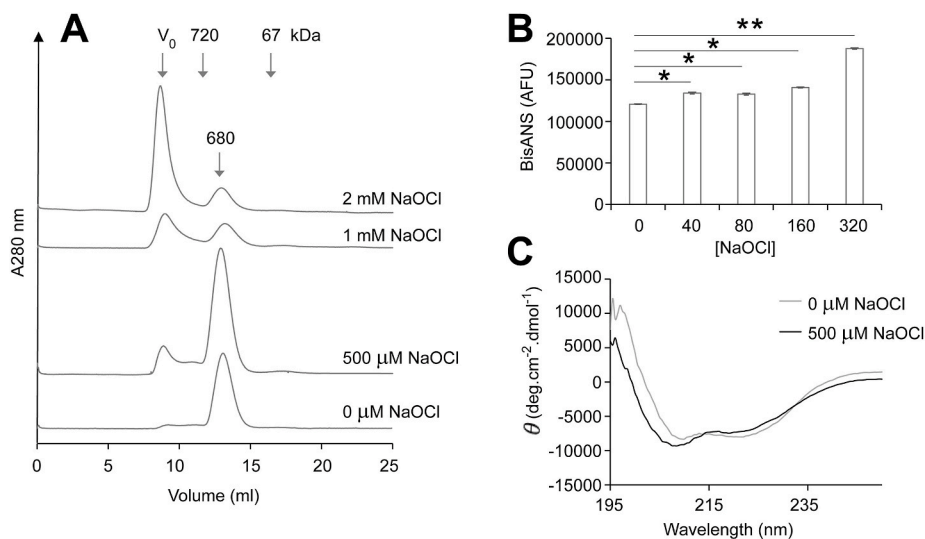 A
V0 720 67 kDa
680
2 mM NaOCl
1 mM NaOCl
500 μM NaOCl
0 μM NaOCl
A280 nm
0 5 10 15 20 25
Volume (ml)
B
**
*
*
*
200000
150000
100000
50000
0
BisANS (AFU)
0 40 80 160 320
[NaOCl]
C
15000
10000
5000
0
-5000
-10000
-15000
θ (deg.cm⁻².dmol⁻¹)
0 μM NaOCl
500 μM NaOCl
195 215 235
Wavelength (nm)